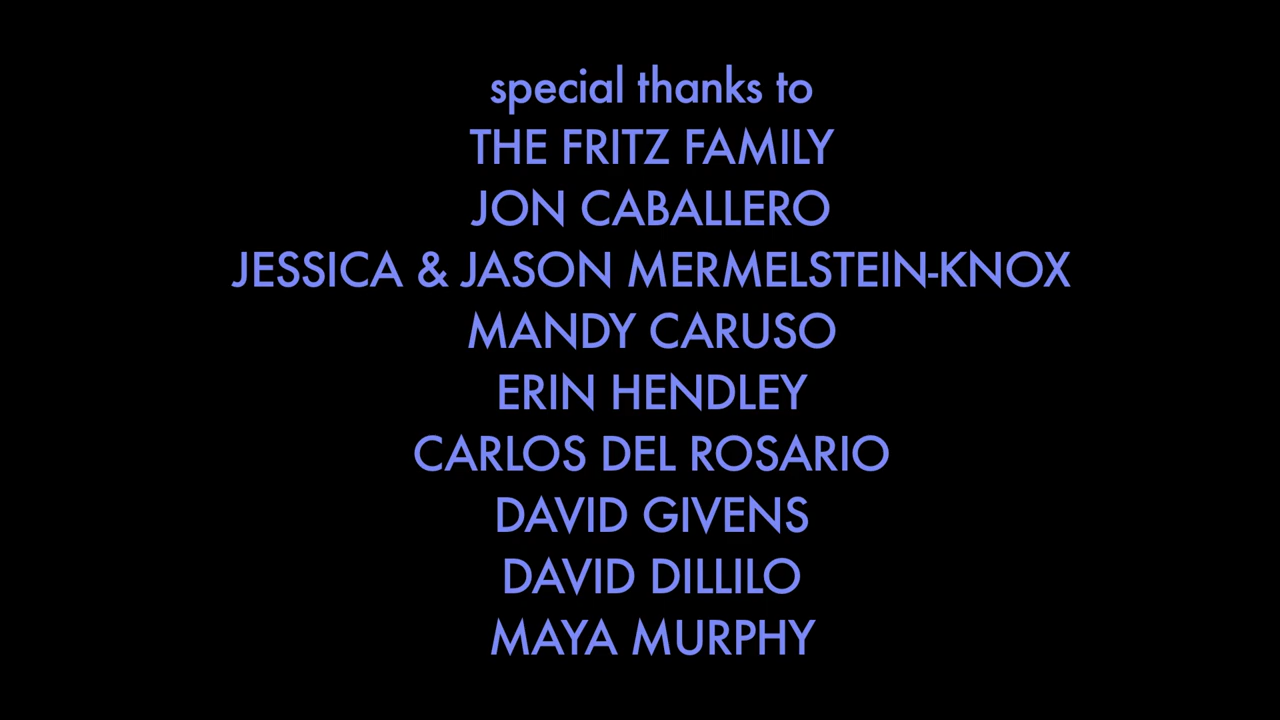 special thanks to
THE FRITZ FAMILY
JON CABALLERO
JESSICA & JASON MERMELSTEIN-KNOX
MANDY CARUSO
ERIN HENDLEY
CARLOS DEL ROSARIO
DAVID GIVENS
DAVID DILLILO
MAYA MURPHY